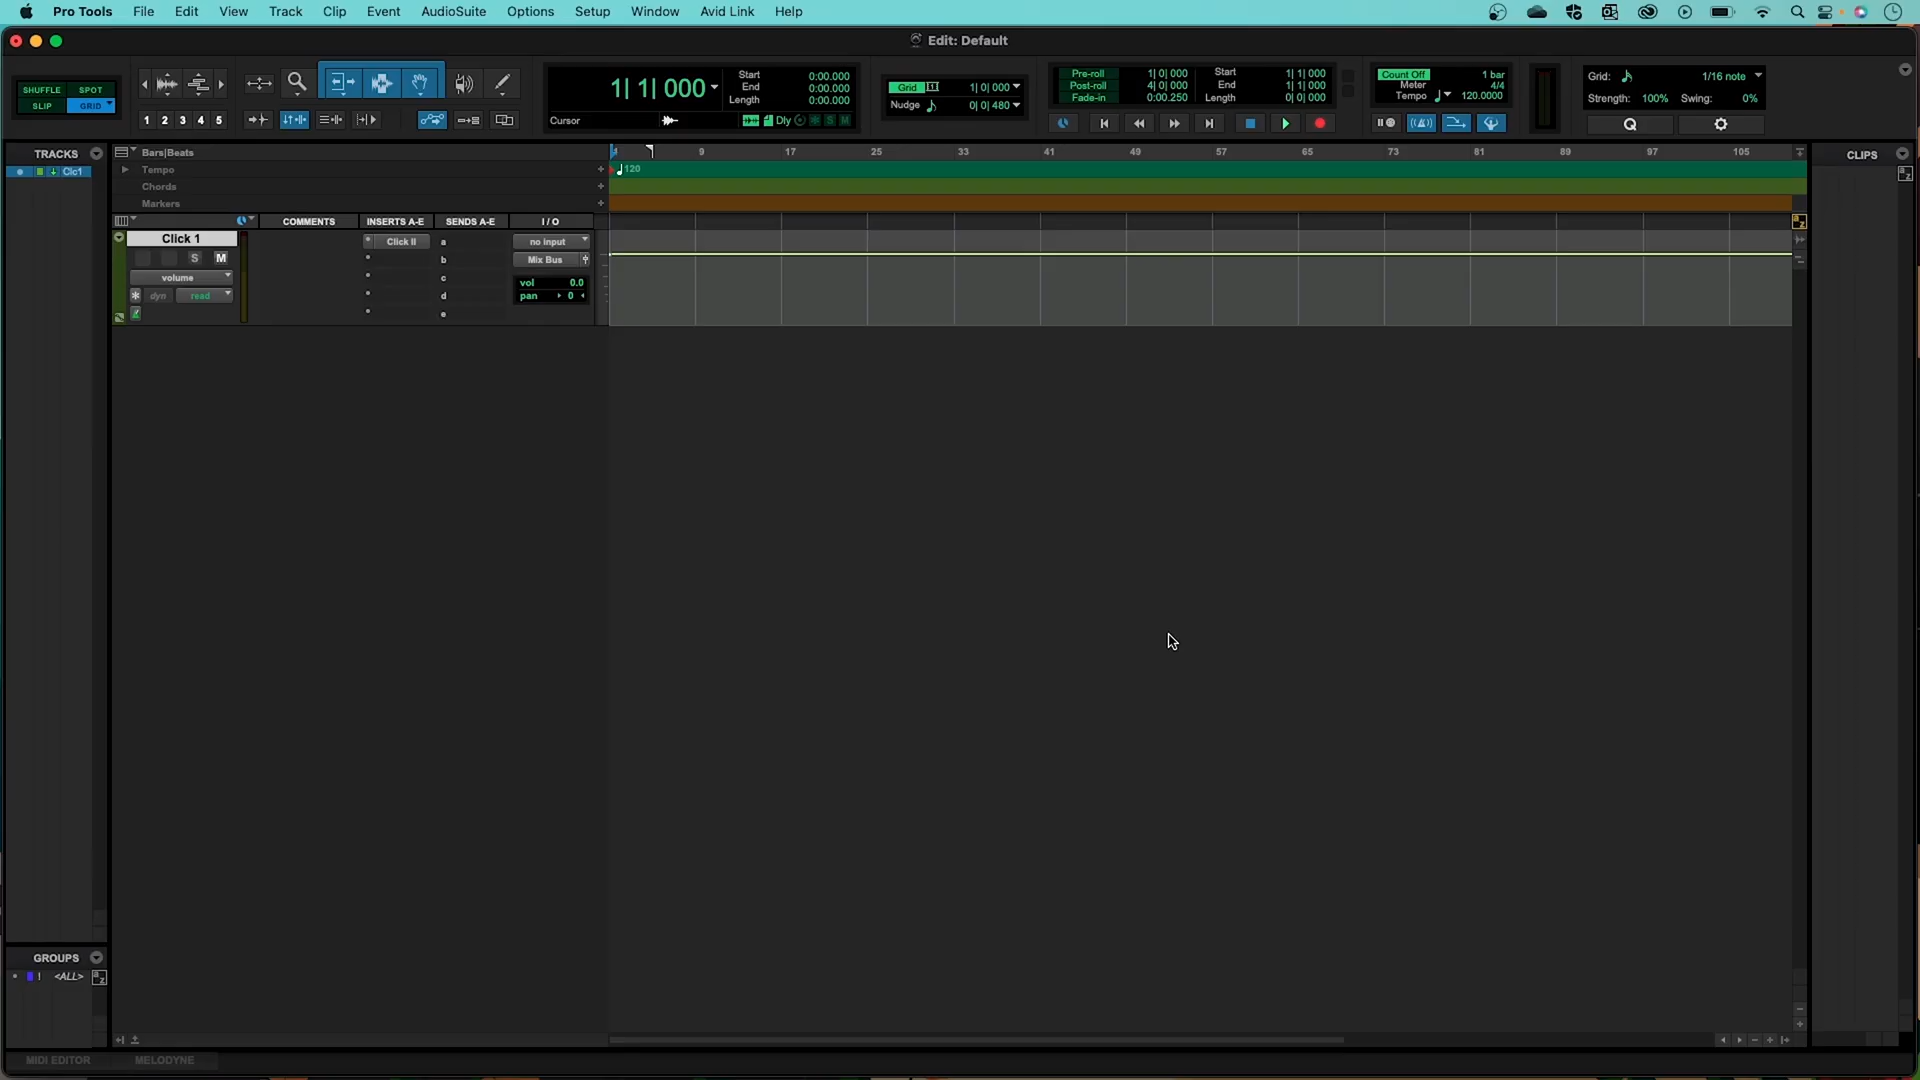 Pro Tools File Edit View Track Clip Event AudioSuite Options Setup Window Avid Link Help
Edit: Default
SHUFFLE SPOT
SLIP GRID
1 2 3 4 5
1| 1| 000
Start 0:00.000
End 0:00.000
Length 0:00.000
Cursor
Dly S M
Grid 1| 0| 000
Nudge 0| 0| 480
Pre-roll 1| 0| 000
Post-roll 4| 0| 000
Fade-in 0:00.250
Start 1| 1| 000
End 1| 1| 000
Length 0| 0| 000
Count Off 1 bar
Meter 4/4
Tempo 120.0000
Grid: 1/16 note
Strength: 100% Swing: 0%
Q
TRACKS
Clc1
Bars|Beats
9 17 25 33 41 49 57 65 73 81 89 97 105
Tempo
120
Chords
Markers
CLIPS
a z
COMMENTS INSERTS A-E SENDS A-E I / O
a z
Click 1
S M
volume
dyn read
Click II
a
b
c
d
e
no input
Mix Bus
vol 0.0
pan 0
GROUPS
! <ALL> a z
MIDI EDITOR MELODYNE